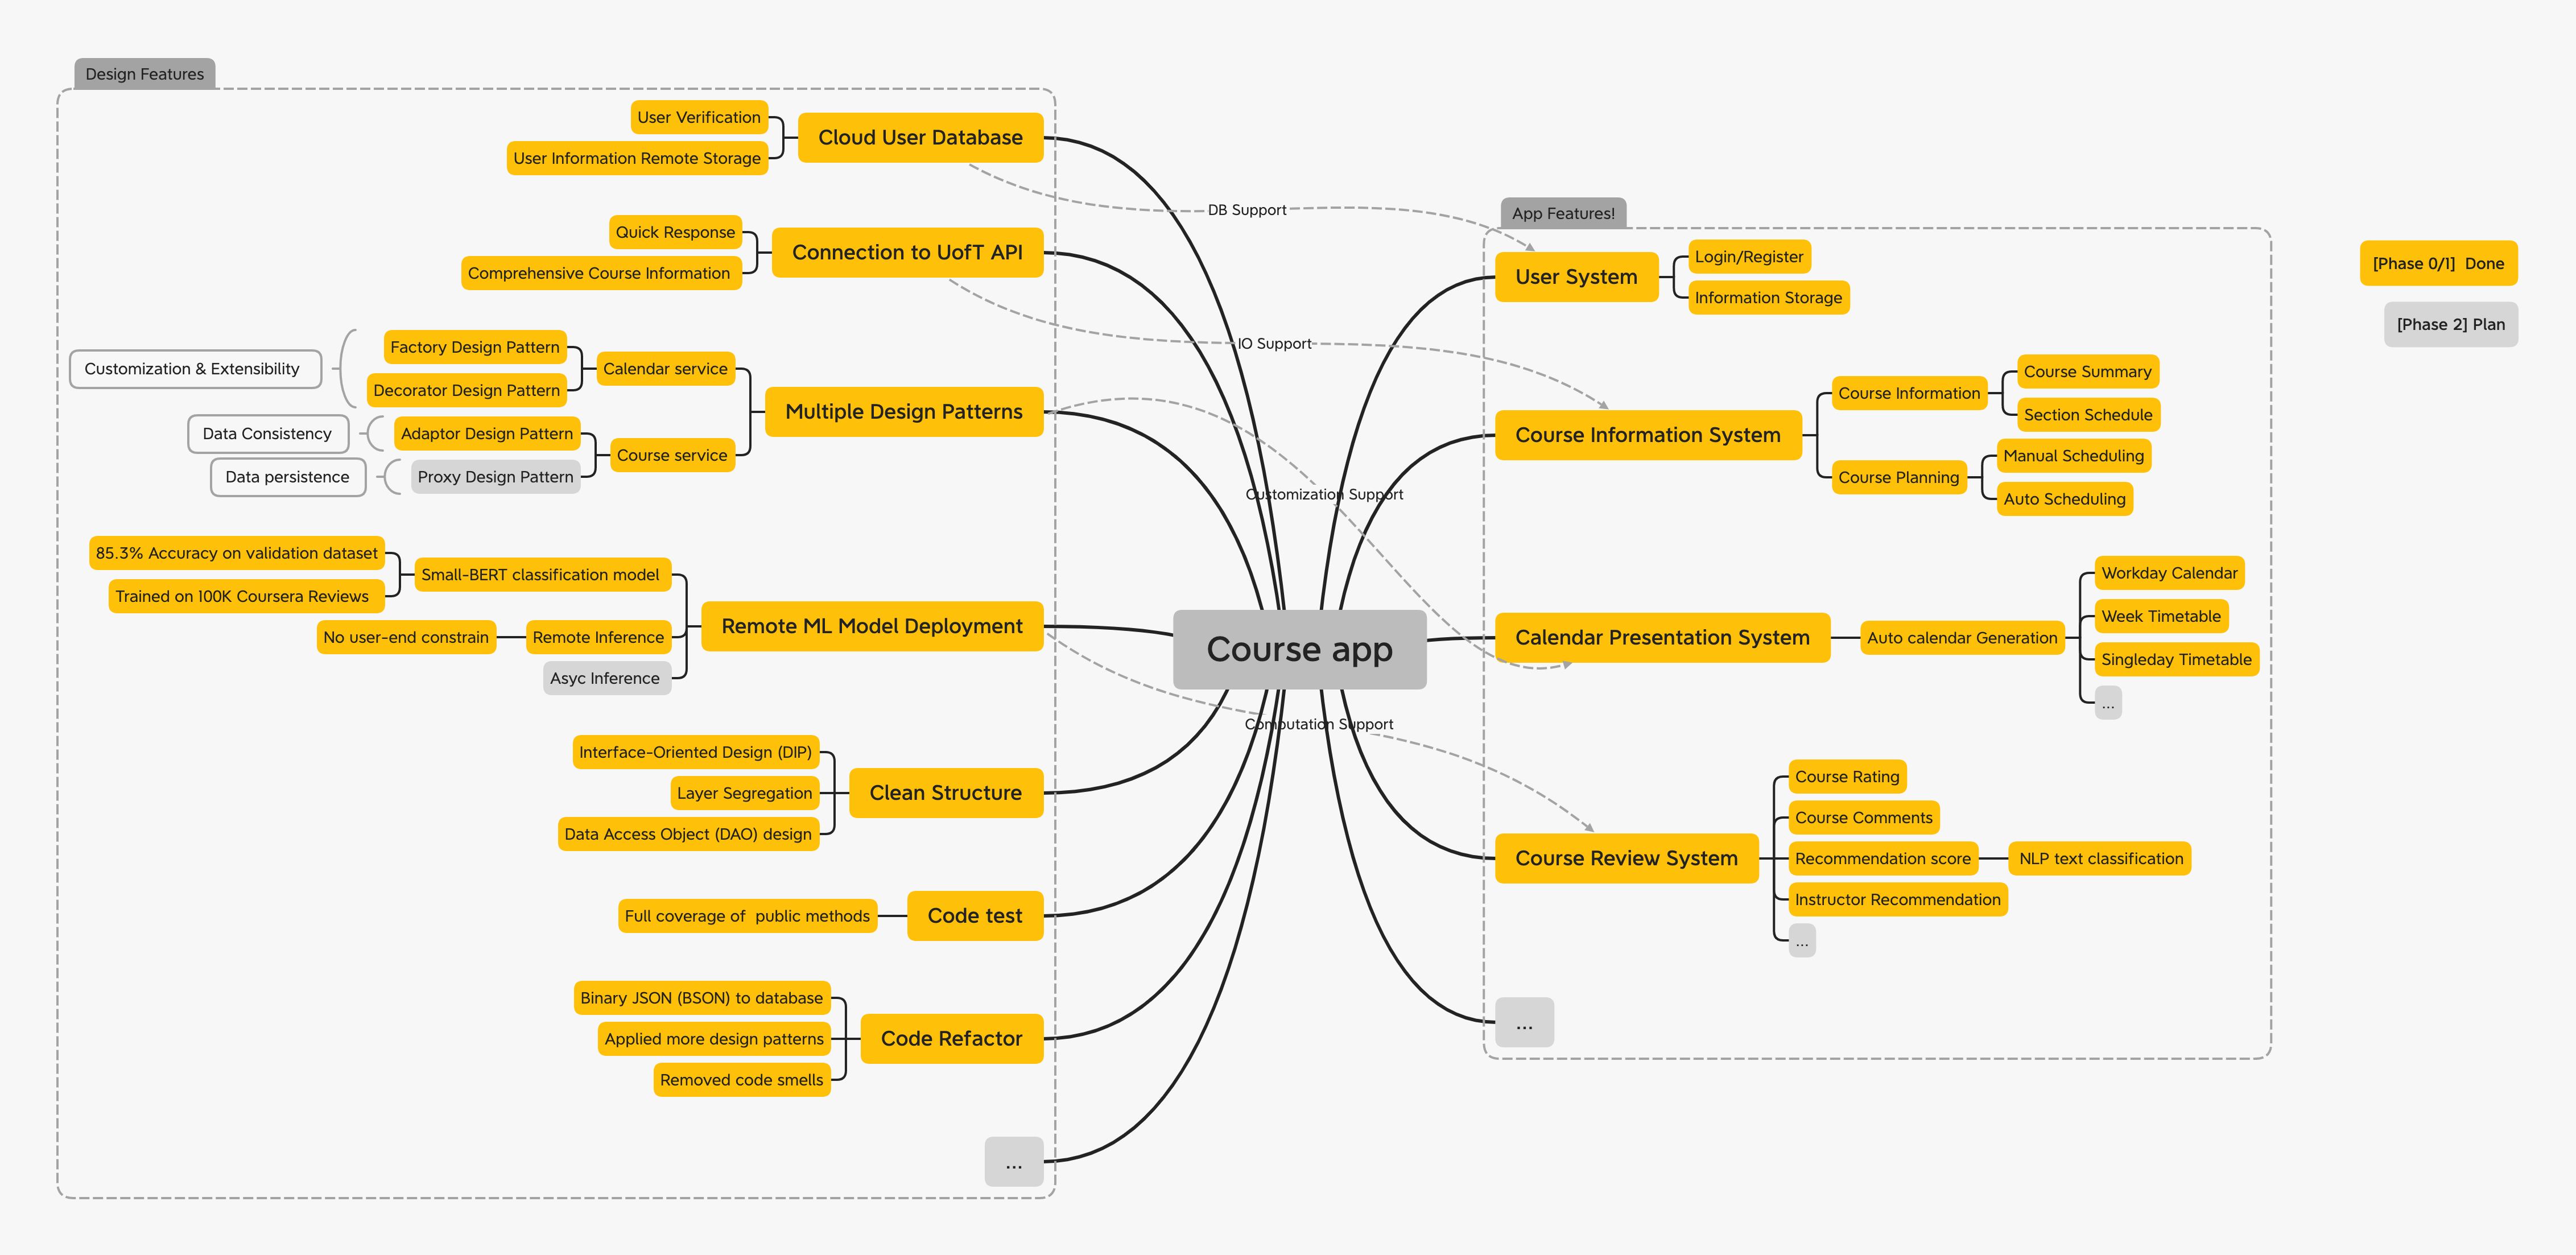 Design Features
User Verification
User Information Remote Storage
Cloud User Database
Quick Response
Comprehensive Course Information
Connection to UofT API
Customization & Extensibility
Factory Design Pattern
Decorator Design Pattern
Calendar service
Data Consistency
Adaptor Design Pattern
Data persistence
Proxy Design Pattern
Course service
Multiple Design Patterns
85.3% Accuracy on validation dataset
Trained on 100K Coursera Reviews
Small-BERT classification model
No user-end constrain
Remote Inference
Asyc Inference
Remote ML Model Deployment
Interface-Oriented Design (DIP)
Layer Segregation
Data Access Object (DAO) design
Clean Structure
Full coverage of  public methods
Code test
Binary JSON (BSON) to database
Applied more design patterns
Removed code smells
Code Refactor
...
DB Support
IO Support
Customization Support
Course app
Computation Support
App Features!
User System
Login/Register
Information Storage
Course Information System
Course Information
Course Summary
Section Schedule
Course Planning
Manual Scheduling
Auto Scheduling
Calendar Presentation System
Auto calendar Generation
Workday Calendar
Week Timetable
Singleday Timetable
...
Course Review System
Course Rating
Course Comments
Recommendation score
NLP text classification
Instructor Recommendation
...
...
[Phase 0/1]  Done
[Phase 2] Plan